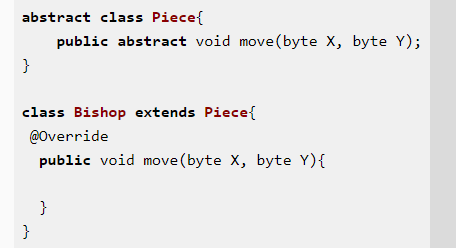 abstract class Piece{
    public abstract void move(byte X, byte Y);
}

class Bishop extends Piece{
 @Override
  public void move(byte X, byte Y){

  }
}